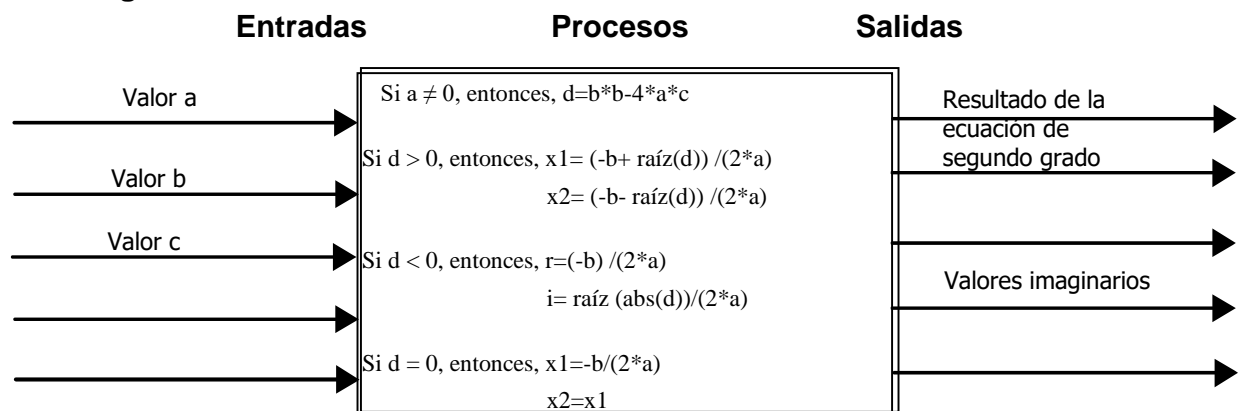 Entradas Procesos Salidas
Valor a
Valor b
Valor c
Si a ≠ 0, entonces, d=b*b-4*a*c
Si d > 0, entonces, x1= (-b+ raíz(d)) /(2*a)
x2= (-b- raíz(d)) /(2*a)
Si d < 0, entonces, r=(-b) /(2*a)
i= raíz (abs(d))/(2*a)
Si d = 0, entonces, x1=-b/(2*a)
x2=x1
Resultado de la
ecuación de
segundo grado
Valores imaginarios